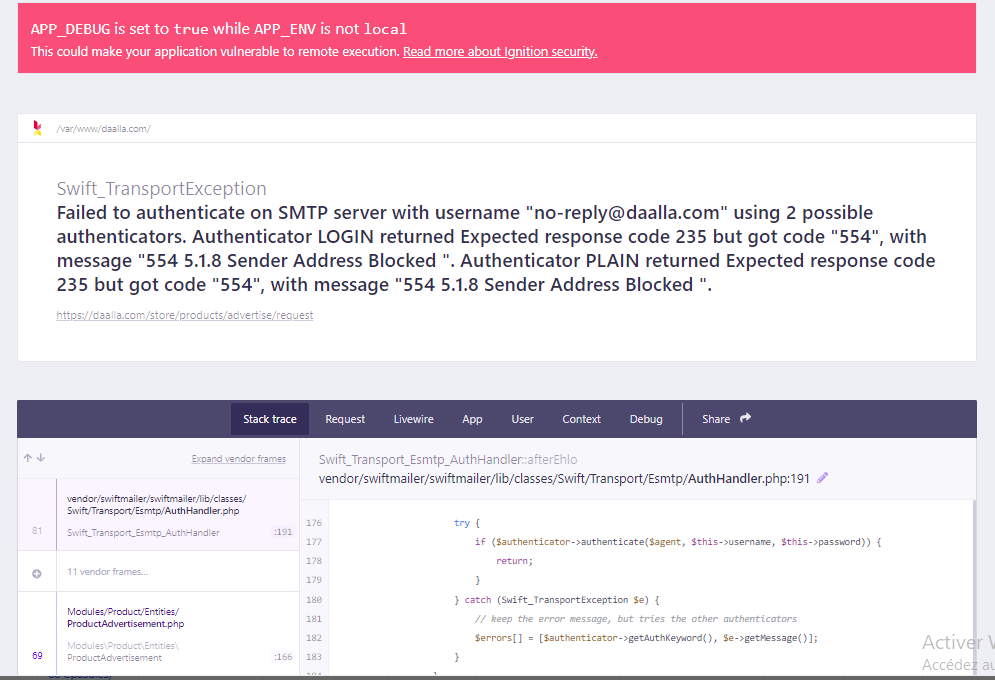 APP_DEBUG is set to true while APP_ENV is not local
This could make your application vulnerable to remote execution. Read more about Ignition security.
/var/www/daalla.com/
Swift_TransportException
Failed to authenticate on SMTP server with username "no-reply@daalla.com" using 2 possible
authenticators. Authenticator LOGIN returned Expected response code 235 but got code "554", with
message "554 5.1.8 Sender Address Blocked ". Authenticator PLAIN returned Expected response code
235 but got code "554", with message "554 5.1.8 Sender Address Blocked ".
https://daalla.com/store/products/advertise/request
Stack trace Request Livewire App User Context Debug Share
Expand vendor frames
vendor/swiftmailer/swiftmailer/lib/classes/
Swift/Transport/Esmtp/AuthHandler.php
81 Swift_Transport_Esmtp_AuthHandler :191
11 vendor frames...
Modules/Product/Entities/
ProductAdvertisement.php
Modules\Product\Entities\
69 ProductAdvertisement :166
Swift_Transport_Esmtp_AuthHandler::afterEhlo
vendor/swiftmailer/swiftmailer/lib/classes/Swift/Transport/Esmtp/AuthHandler.php:191
176 try {
177 if ($authenticator->authenticate($agent, $this->username, $this->password)) {
178 return;
179 }
180 } catch (Swift_TransportException $e) {
181 // keep the error message, but tries the other authenticators
182 $errors[] = [$authenticator->getAuthKeyword(), $e->getMessage()];
183 }
Activer
Accédez